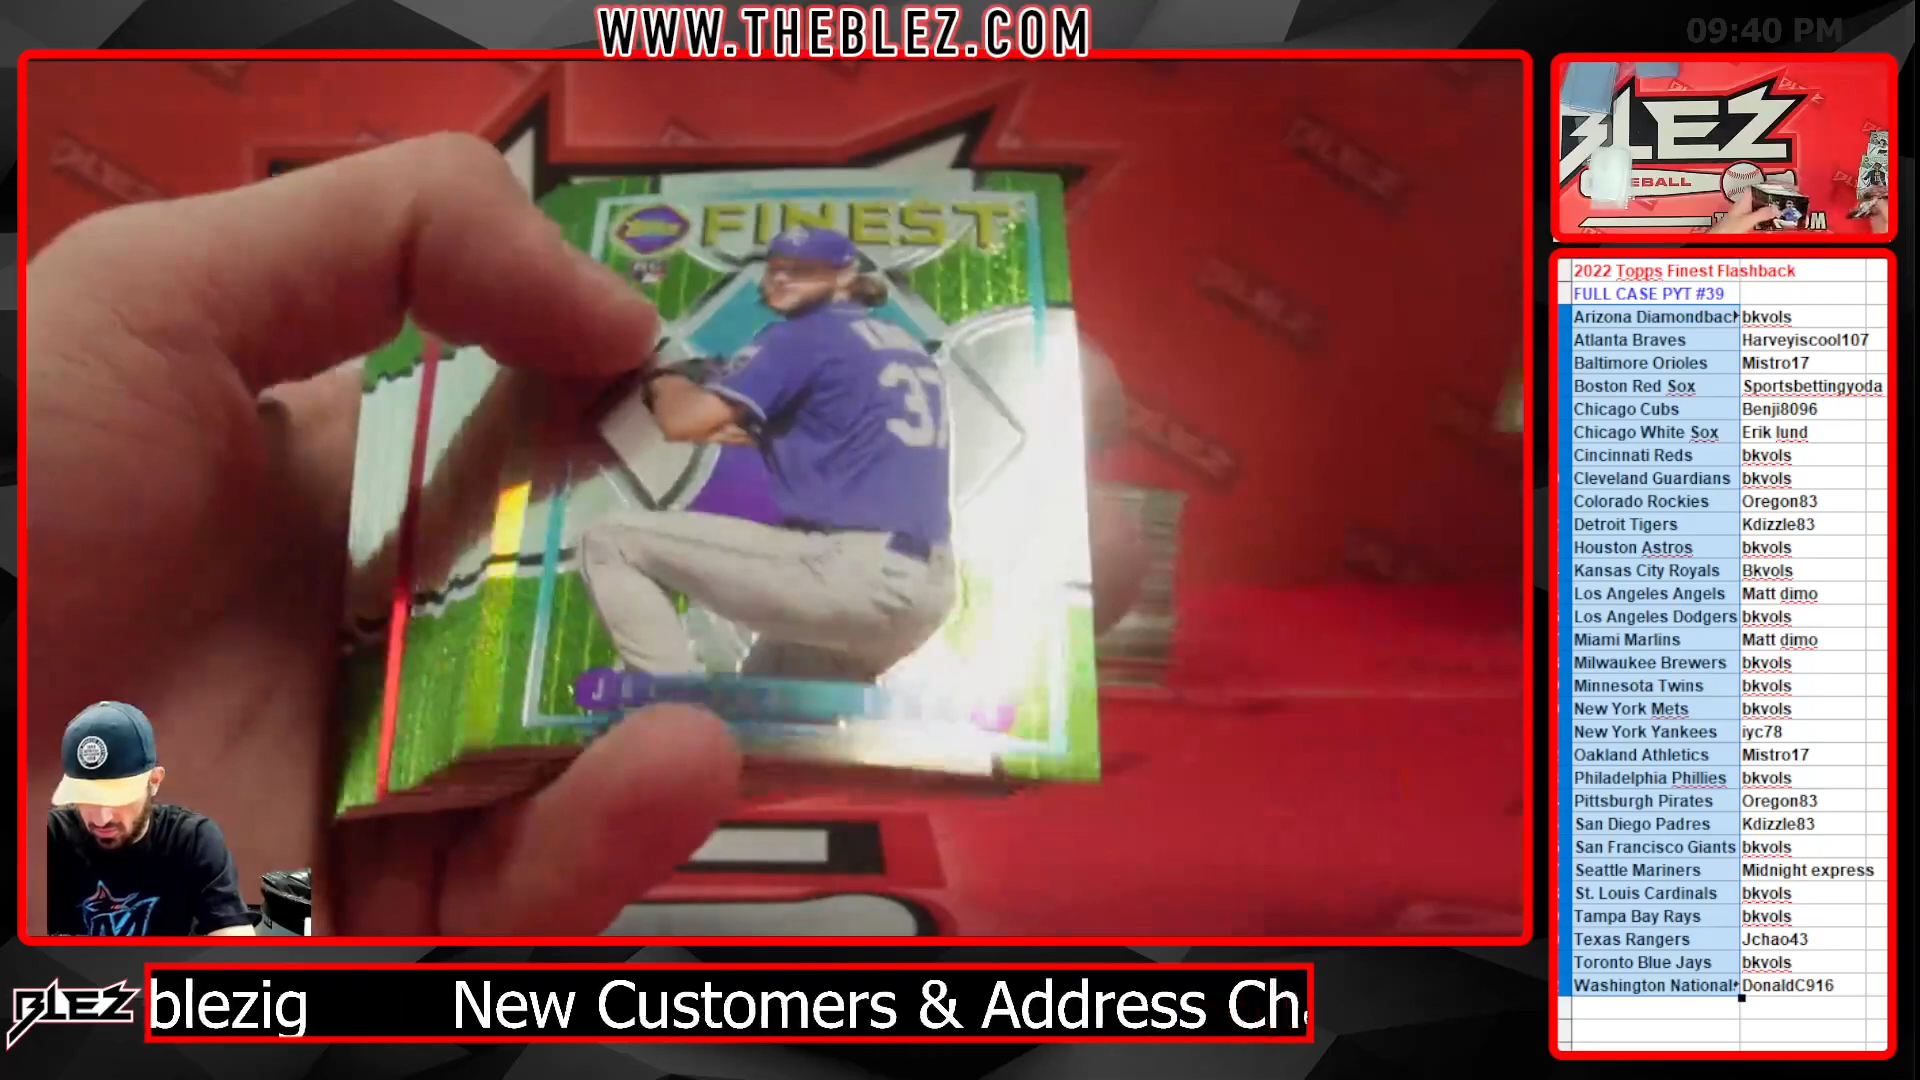 WWW.THEBLEZ.COM
09:40 PM
FINEST
RC
37
BLEZ
BASEBALL
2022 Topps Finest Flashback
FULL CASE PYT #39
Arizona Diamondbac bkvols
Atlanta Braves Harveyiscool107
Baltimore Orioles Mistro17
Boston Red Sox Sportsbettingyoda
Chicago Cubs Benji8096
Chicago White Sox Erik lund
Cincinnati Reds bkvols
Cleveland Guardians bkvols
Colorado Rockies Oregon83
Detroit Tigers Kdizzle83
Houston Astros bkvols
Kansas City Royals Bkvols
Los Angeles Angels Matt dimo
Los Angeles Dodgers bkvols
Miami Marlins Matt dimo
Milwaukee Brewers bkvols
Minnesota Twins bkvols
New York Mets bkvols
New York Yankees iyc78
Oakland Athletics Mistro17
Philadelphia Phillies bkvols
Pittsburgh Pirates Oregon83
San Diego Padres Kdizzle83
San Francisco Giants bkvols
Seattle Mariners Midnight express
St. Louis Cardinals bkvols
Tampa Bay Rays bkvols
Texas Rangers Jchao43
Toronto Blue Jays bkvols
Washington National DonaldC916
BLEZ
blezig New Customers & Address Ch